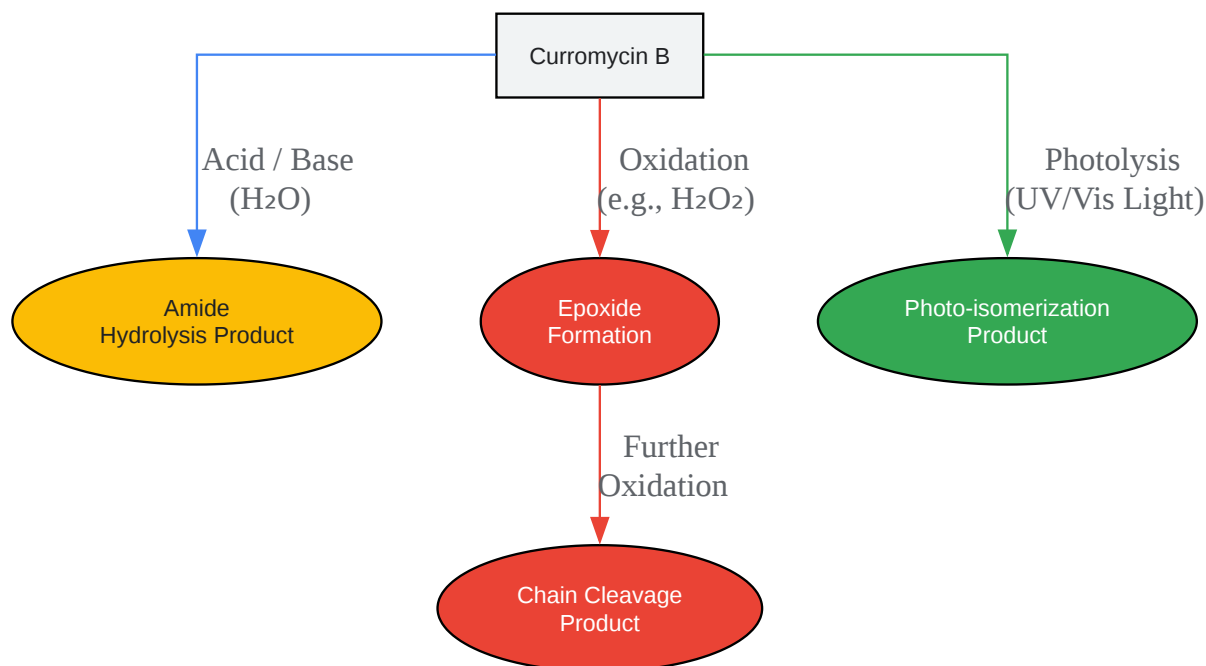 Curromycin B
Acid / Base
(H₂O)
Oxidation
(e.g., H₂O₂)
Photolysis
(UV/Vis Light)
Amide
Hydrolysis Product
Epoxide
Formation
Photo-isomerization
Product
Further
Oxidation
Chain Cleavage
Product